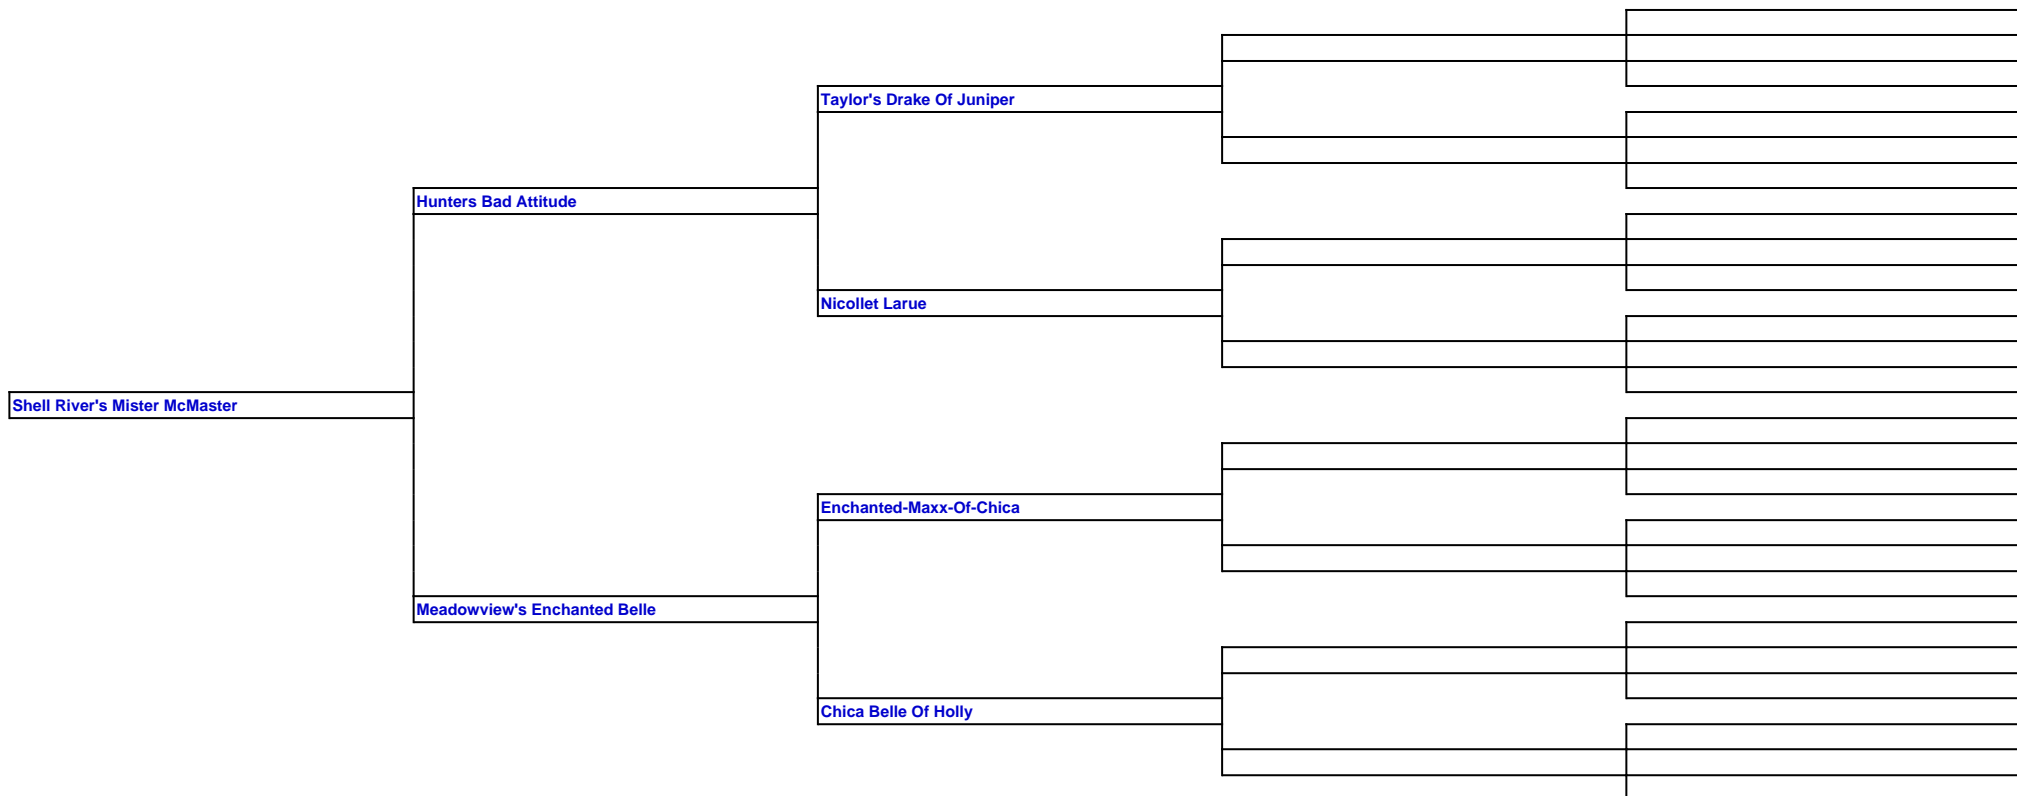 Taylor's Drake Of Juniper
Hunters Bad Attitude
Nicollet Larue
Shell River's Mister McMaster
Enchanted-Maxx-Of-Chica
Meadowview's Enchanted Belle
Chica Belle Of Holly